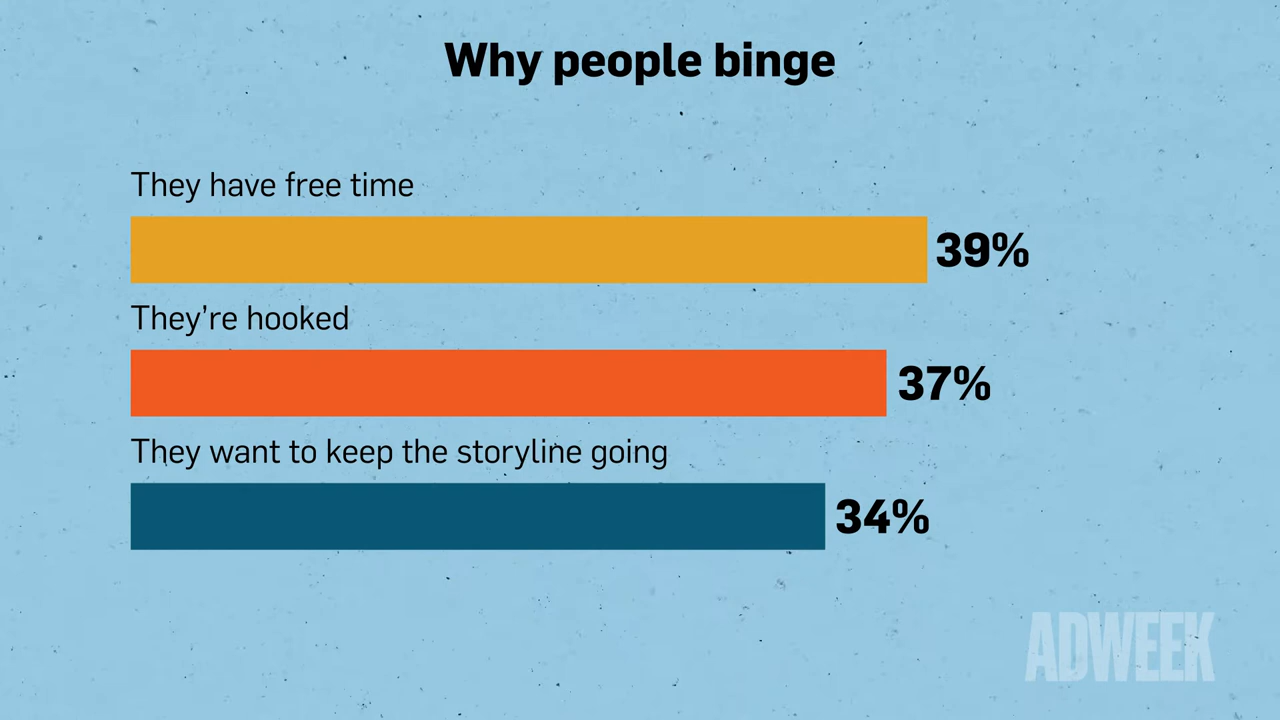 Why people binge
They have free time
39%
They're hooked
37%
They want to keep the storyline going
34%
ADWEEK